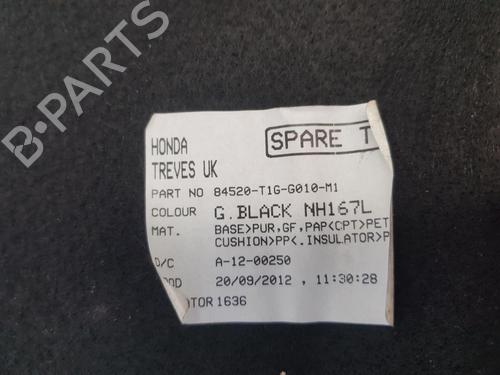 HONDA
SPARE T
TREVES UK
PART NO 84520-T1G-G010-M1
COLOUR G.BLACK NH167L
MAT. BASE>PUR,GF,PAP<CPT>PET
CUSHION>PP<.INSULATOR>P
/C A-12-00250
OD 20/09/2012 , 11:30:28
TOR 1636
B-PARTS